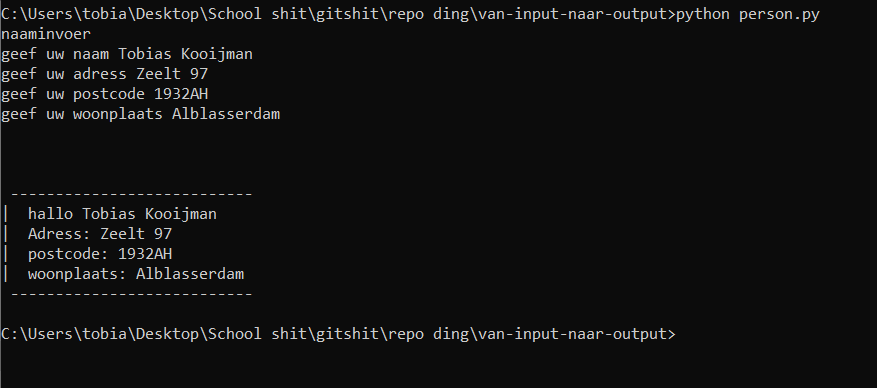 C:\Users\tobia\Desktop\School shit\gitshit\repo ding\van-input-naar-output>python person.py
naaminvoer
geef uw naam Tobias Kooijman
geef uw adress Zeelt 97
geef uw postcode 1932AH
geef uw woonplaats Alblasserdam
---------------------------
|  hallo Tobias Kooijman
|  Adress: Zeelt 97
|  postcode: 1932AH
|  woonplaats: Alblasserdam
---------------------------
C:\Users\tobia\Desktop\School shit\gitshit\repo ding\van-input-naar-output>